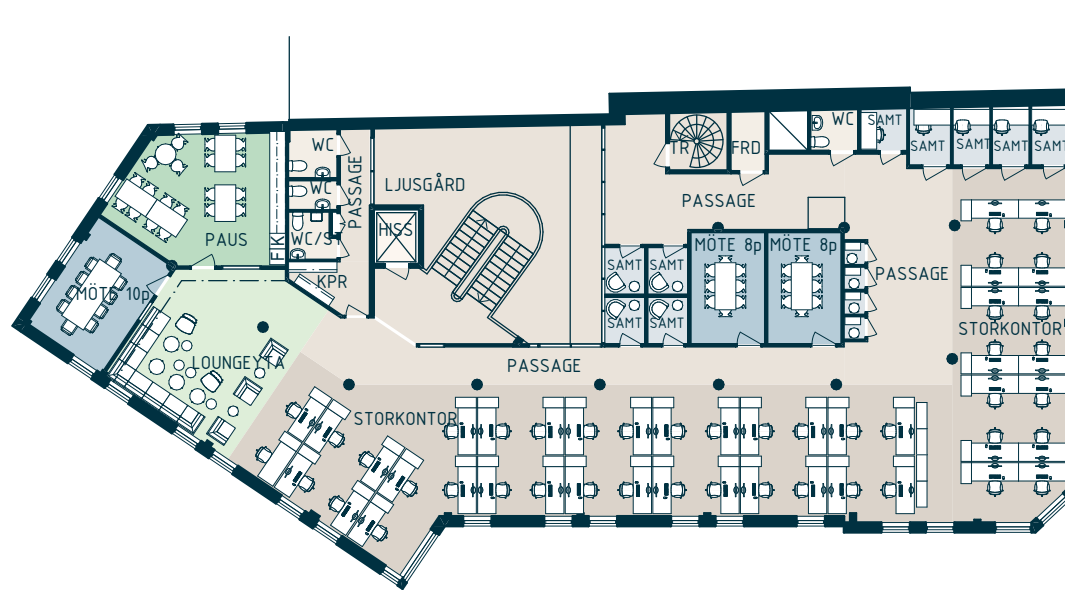 WC
SAMT
WC
TR
FRD
SAMT
SAMT
SAMT
SAMT
PASSAGE
LJUSGÅRD
WC
PASSAGE
HISS
PAUS
FK
WC/ST
MÖTE 8p
MÖTE 8p
SAMT
SAMT
PASSAGE
KPR
MÖTE 10p
SAMT
SAMT
STORKONTOR
LOUNGEYTA
PASSAGE
STORKONTOR